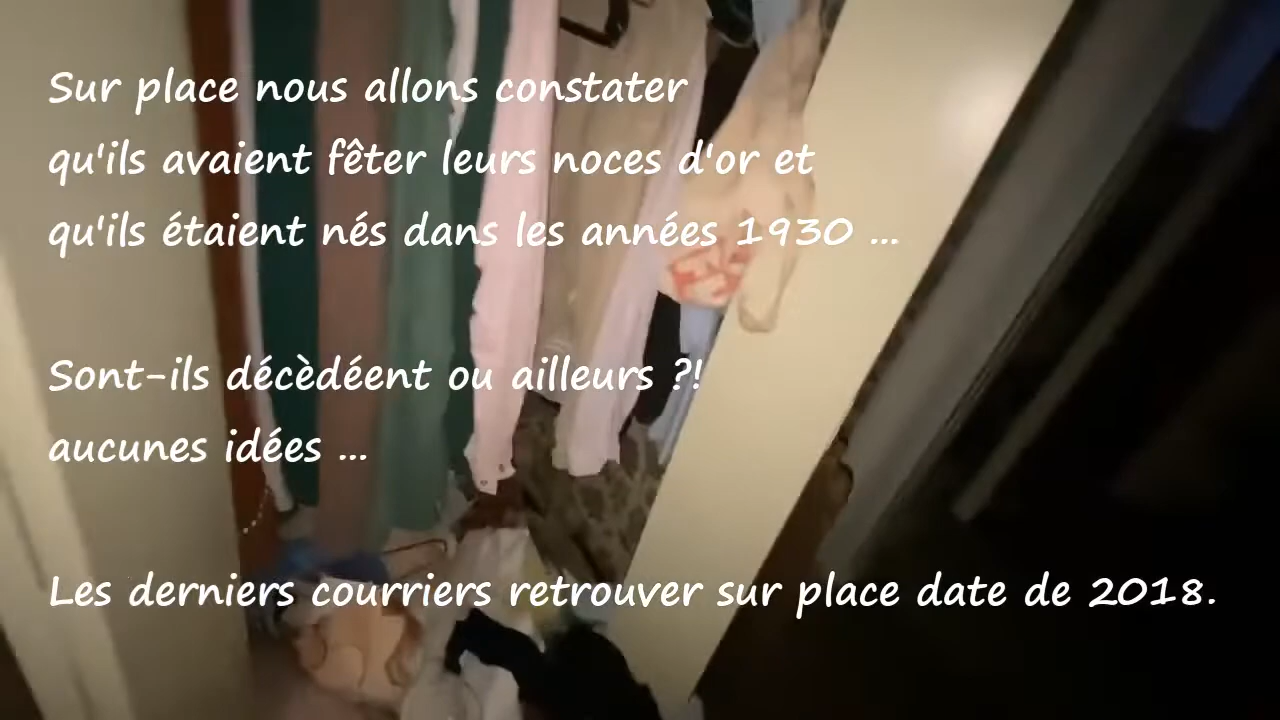 Sur place nous allons constater
qu'ils avaient fêter leurs noces d'or et
qu'ils étaient nés dans les années 1930 ...
Sont-ils décèdéent ou ailleurs ?!
aucunes idées ...
Les derniers courriers retrouver sur place date de 2018.